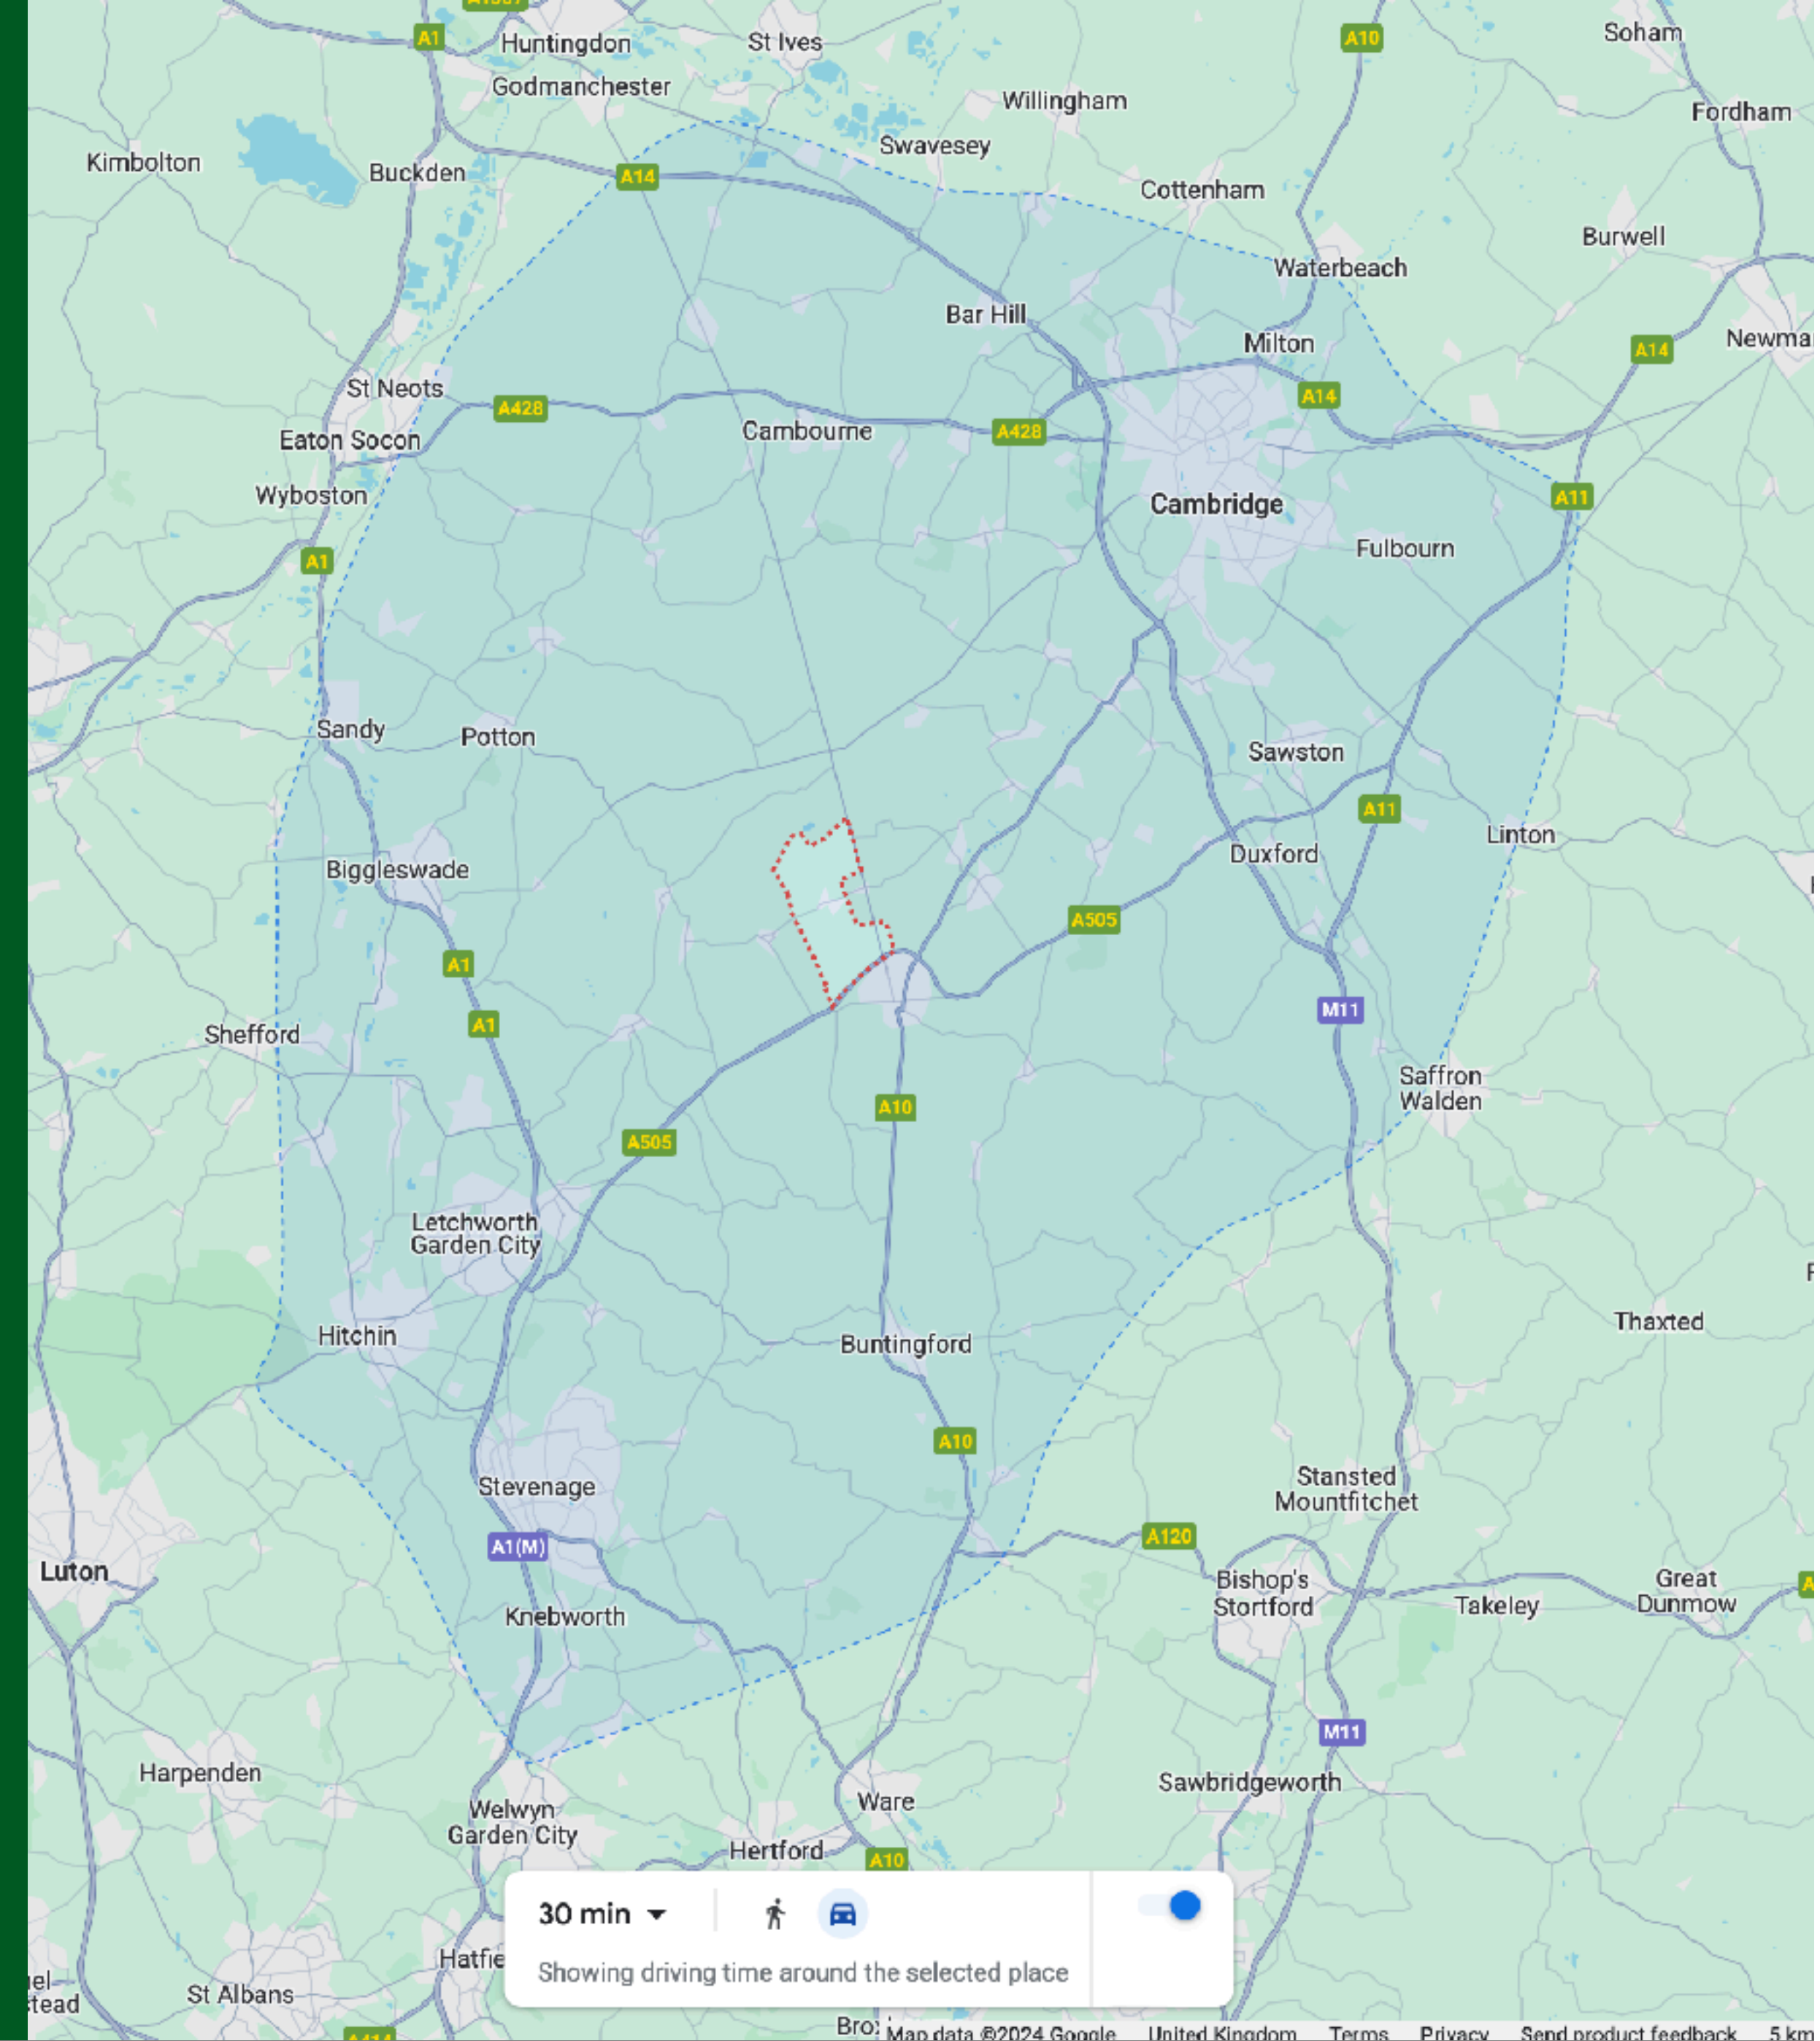 A1
Huntingdon
St Ives
A10
Soham
Godmanchester
Willingham
Fordham
Kimbolton
Buckden
A14
Swavesey
Cottenham
Burwell
Waterbeach
Bar Hill
Milton
A14
Newma
St Neots
A428
A14
Cambourne
A428
Eaton Socon
Wyboston
Cambridge
A11
A1
Fulbourn
Sandy
Potton
Sawston
A11
Linton
Biggleswade
Duxford
A505
A1
A1
M11
Shefford
Saffron
Walden
A10
A505
Letchworth
Garden City
Hitchin
Buntingford
Thaxted
A10
Stevenage
Stansted
Mountfitchet
A1(M)
A120
Luton
Bishop's
Stortford
Takeley
Great
Dunmow
A
Knebworth
M11
Harpenden
Sawbridgeworth
Welwyn
Garden City
Ware
Hertford
A10
30 min
Hatfie
Showing driving time around the selected place
St Albans
stead
A414
Map data ©2024 Google United Kingdom Terms Privacy Send product feedback 5 k